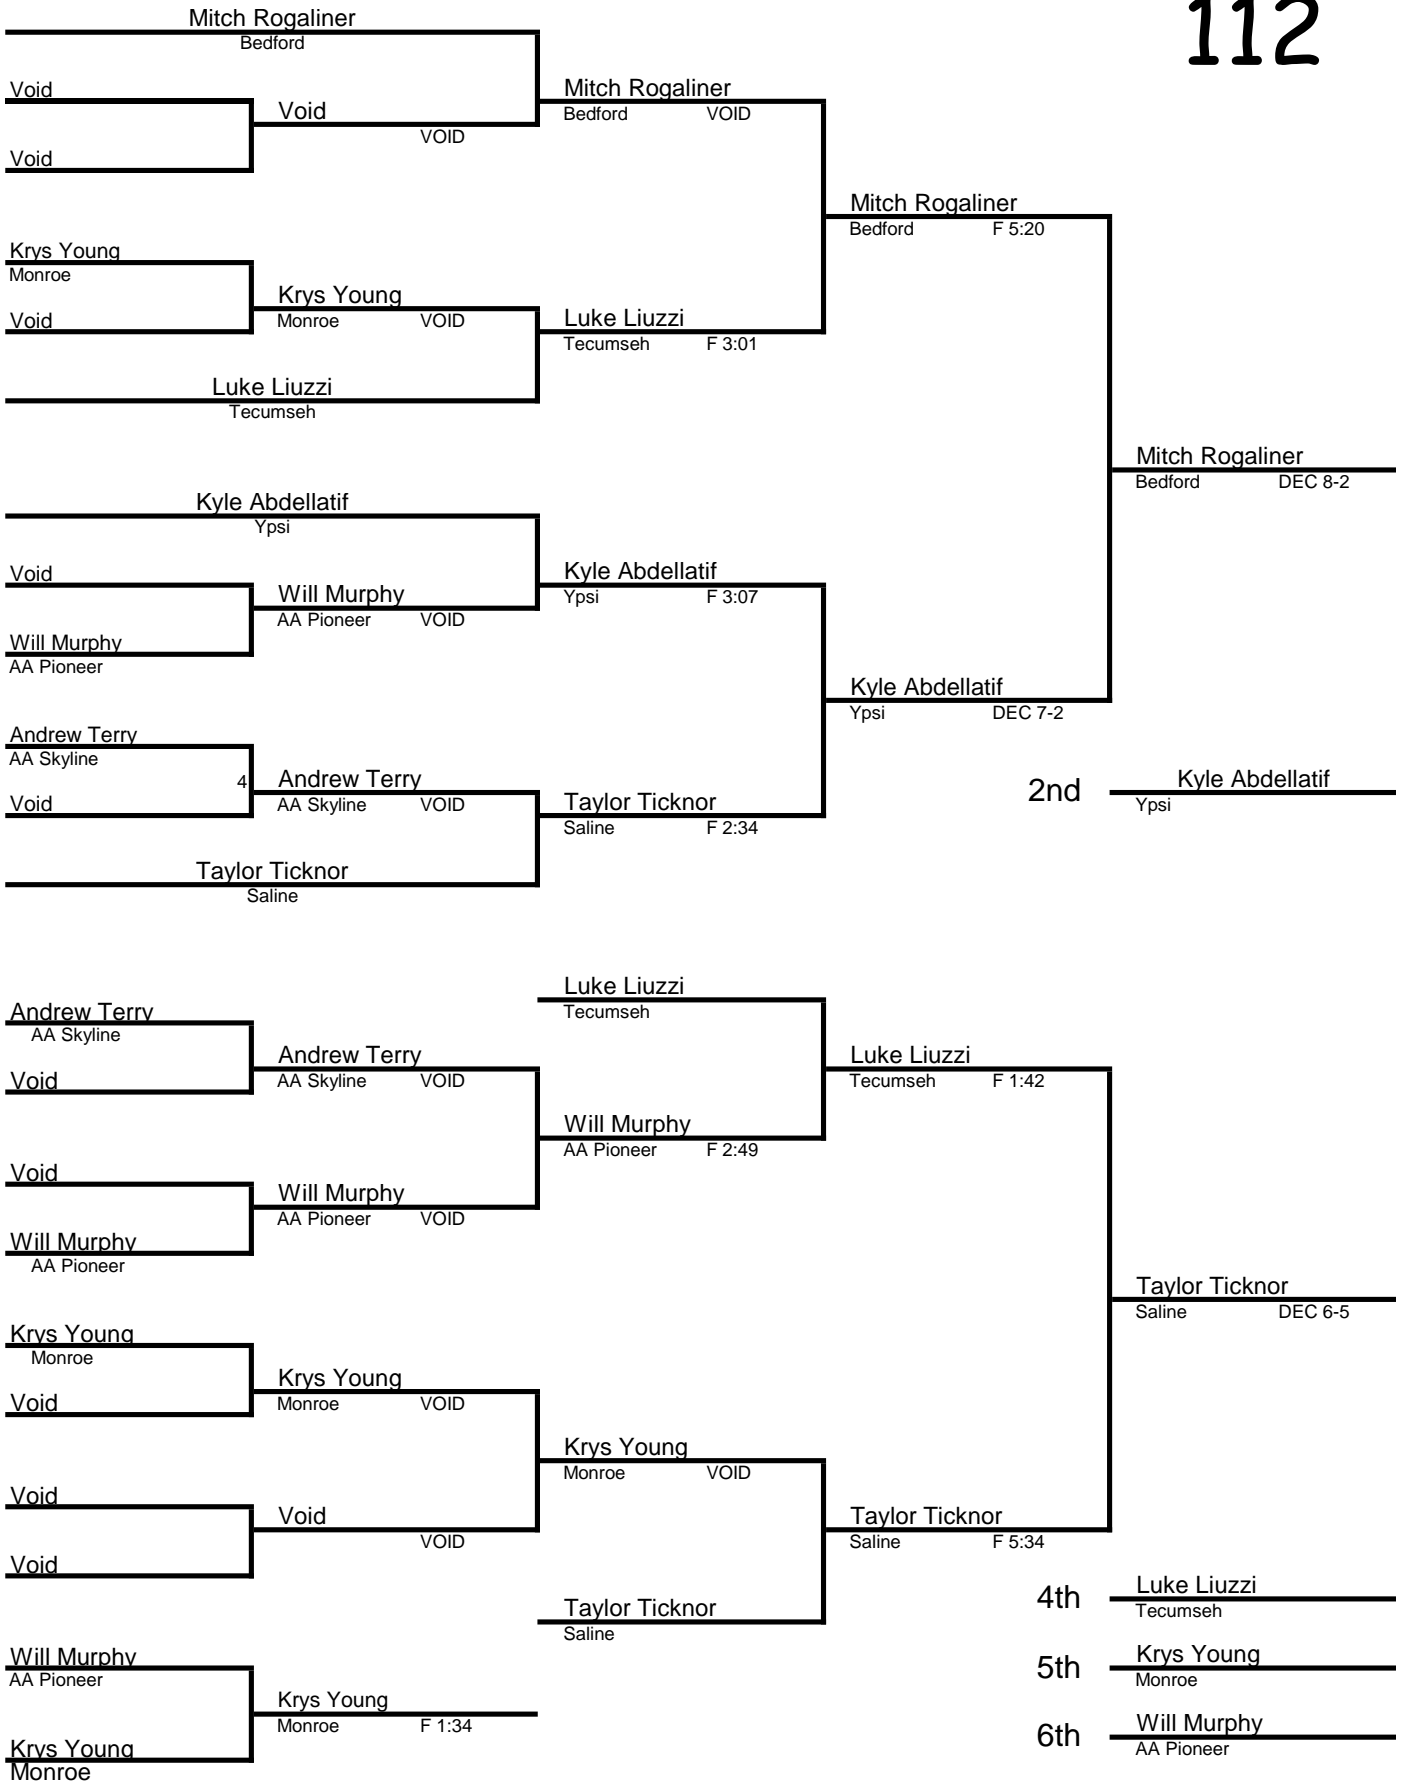 112
Mitch Rogaliner
Bedford
Void
Void
VOID
Void
Mitch Rogaliner
Bedford VOID
Mitch Rogaliner
Bedford F 5:20
Krys Young
Monroe
Krys Young
Monroe VOID
Void
Luke Liuzzi
Tecumseh F 3:01
Luke Liuzzi
Tecumseh
Mitch Rogaliner
Bedford DEC 8-2
Kyle Abdellatif
Ypsi
Void
Will Murphy
AA Pioneer VOID
Will Murphy
AA Pioneer
Kyle Abdellatif
Ypsi F 3:07
Kyle Abdellatif
Ypsi DEC 7-2
Andrew Terry
AA Skyline
4
Andrew Terry
AA Skyline VOID
Void
Taylor Ticknor
Saline F 2:34
2nd Kyle Abdellatif
Ypsi
Taylor Ticknor
Saline
Luke Liuzzi
Tecumseh
Andrew Terry
AA Skyline
Andrew Terry
AA Skyline VOID
Void
Luke Liuzzi
Tecumseh F 1:42
Will Murphy
AA Pioneer F 2:49
Void
Will Murphy
AA Pioneer VOID
Will Murphy
AA Pioneer
Taylor Ticknor
Saline DEC 6-5
Krys Young
Monroe
Krys Young
Monroe VOID
Void
Krys Young
Monroe VOID
Void
Void
VOID
Void
Taylor Ticknor
Saline F 5:34
Taylor Ticknor
Saline
4th Luke Liuzzi
Tecumseh
Will Murphy
AA Pioneer
5th Krys Young
Monroe
Krys Young
Monroe F 1:34
6th Will Murphy
AA Pioneer
Krys Young
Monroe